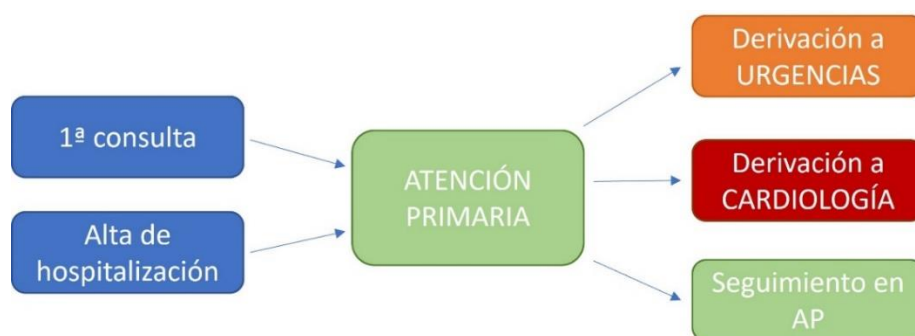 1ª consulta
Alta de
hospitalización
ATENCIÓN
PRIMARIA
Derivación a
URGENCIAS
Derivación a
CARDIOLOGÍA
Seguimiento en
AP